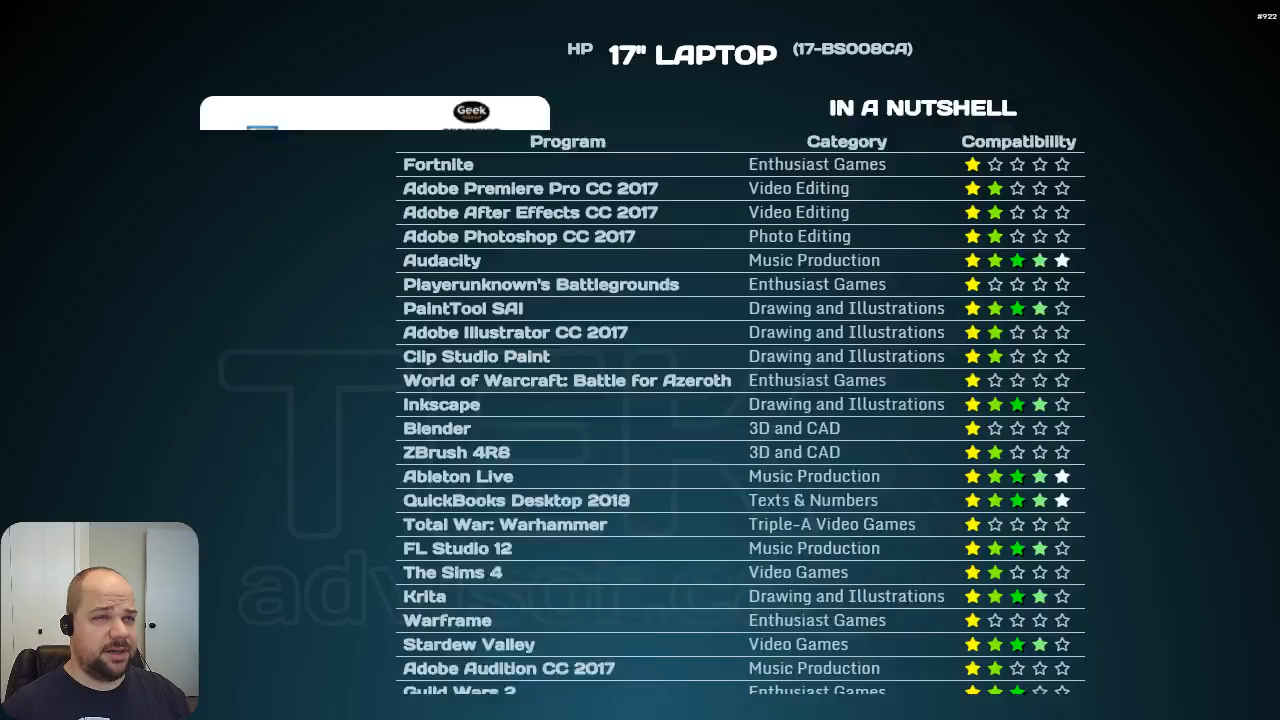 #922
HP 17" LAPTOP (17-BS008CA)
IN A NUTSHELL
Geek
Program Category Compatibility
Fortnite Enthusiast Games
Adobe Premiere Pro CC 2017 Video Editing
Adobe After Effects CC 2017 Video Editing
Adobe Photoshop CC 2017 Photo Editing
Audacity Music Production
Playerunknown's Battlegrounds Enthusiast Games
PaintTool SAI Drawing and Illustrations
Adobe Illustrator CC 2017 Drawing and Illustrations
Clip Studio Paint Drawing and Illustrations
World of Warcraft: Battle for Azeroth Enthusiast Games
Inkscape Drawing and Illustrations
Blender 3D and CAD
ZBrush 4R8 3D and CAD
Ableton Live Music Production
QuickBooks Desktop 2018 Texts & Numbers
Total War: Warhammer Triple-A Video Games
FL Studio 12 Music Production
The Sims 4 Video Games
Krita Drawing and Illustrations
Warframe Enthusiast Games
Stardew Valley Video Games
Adobe Audition CC 2017 Music Production
Guild Wars 2 Enthusiast Games